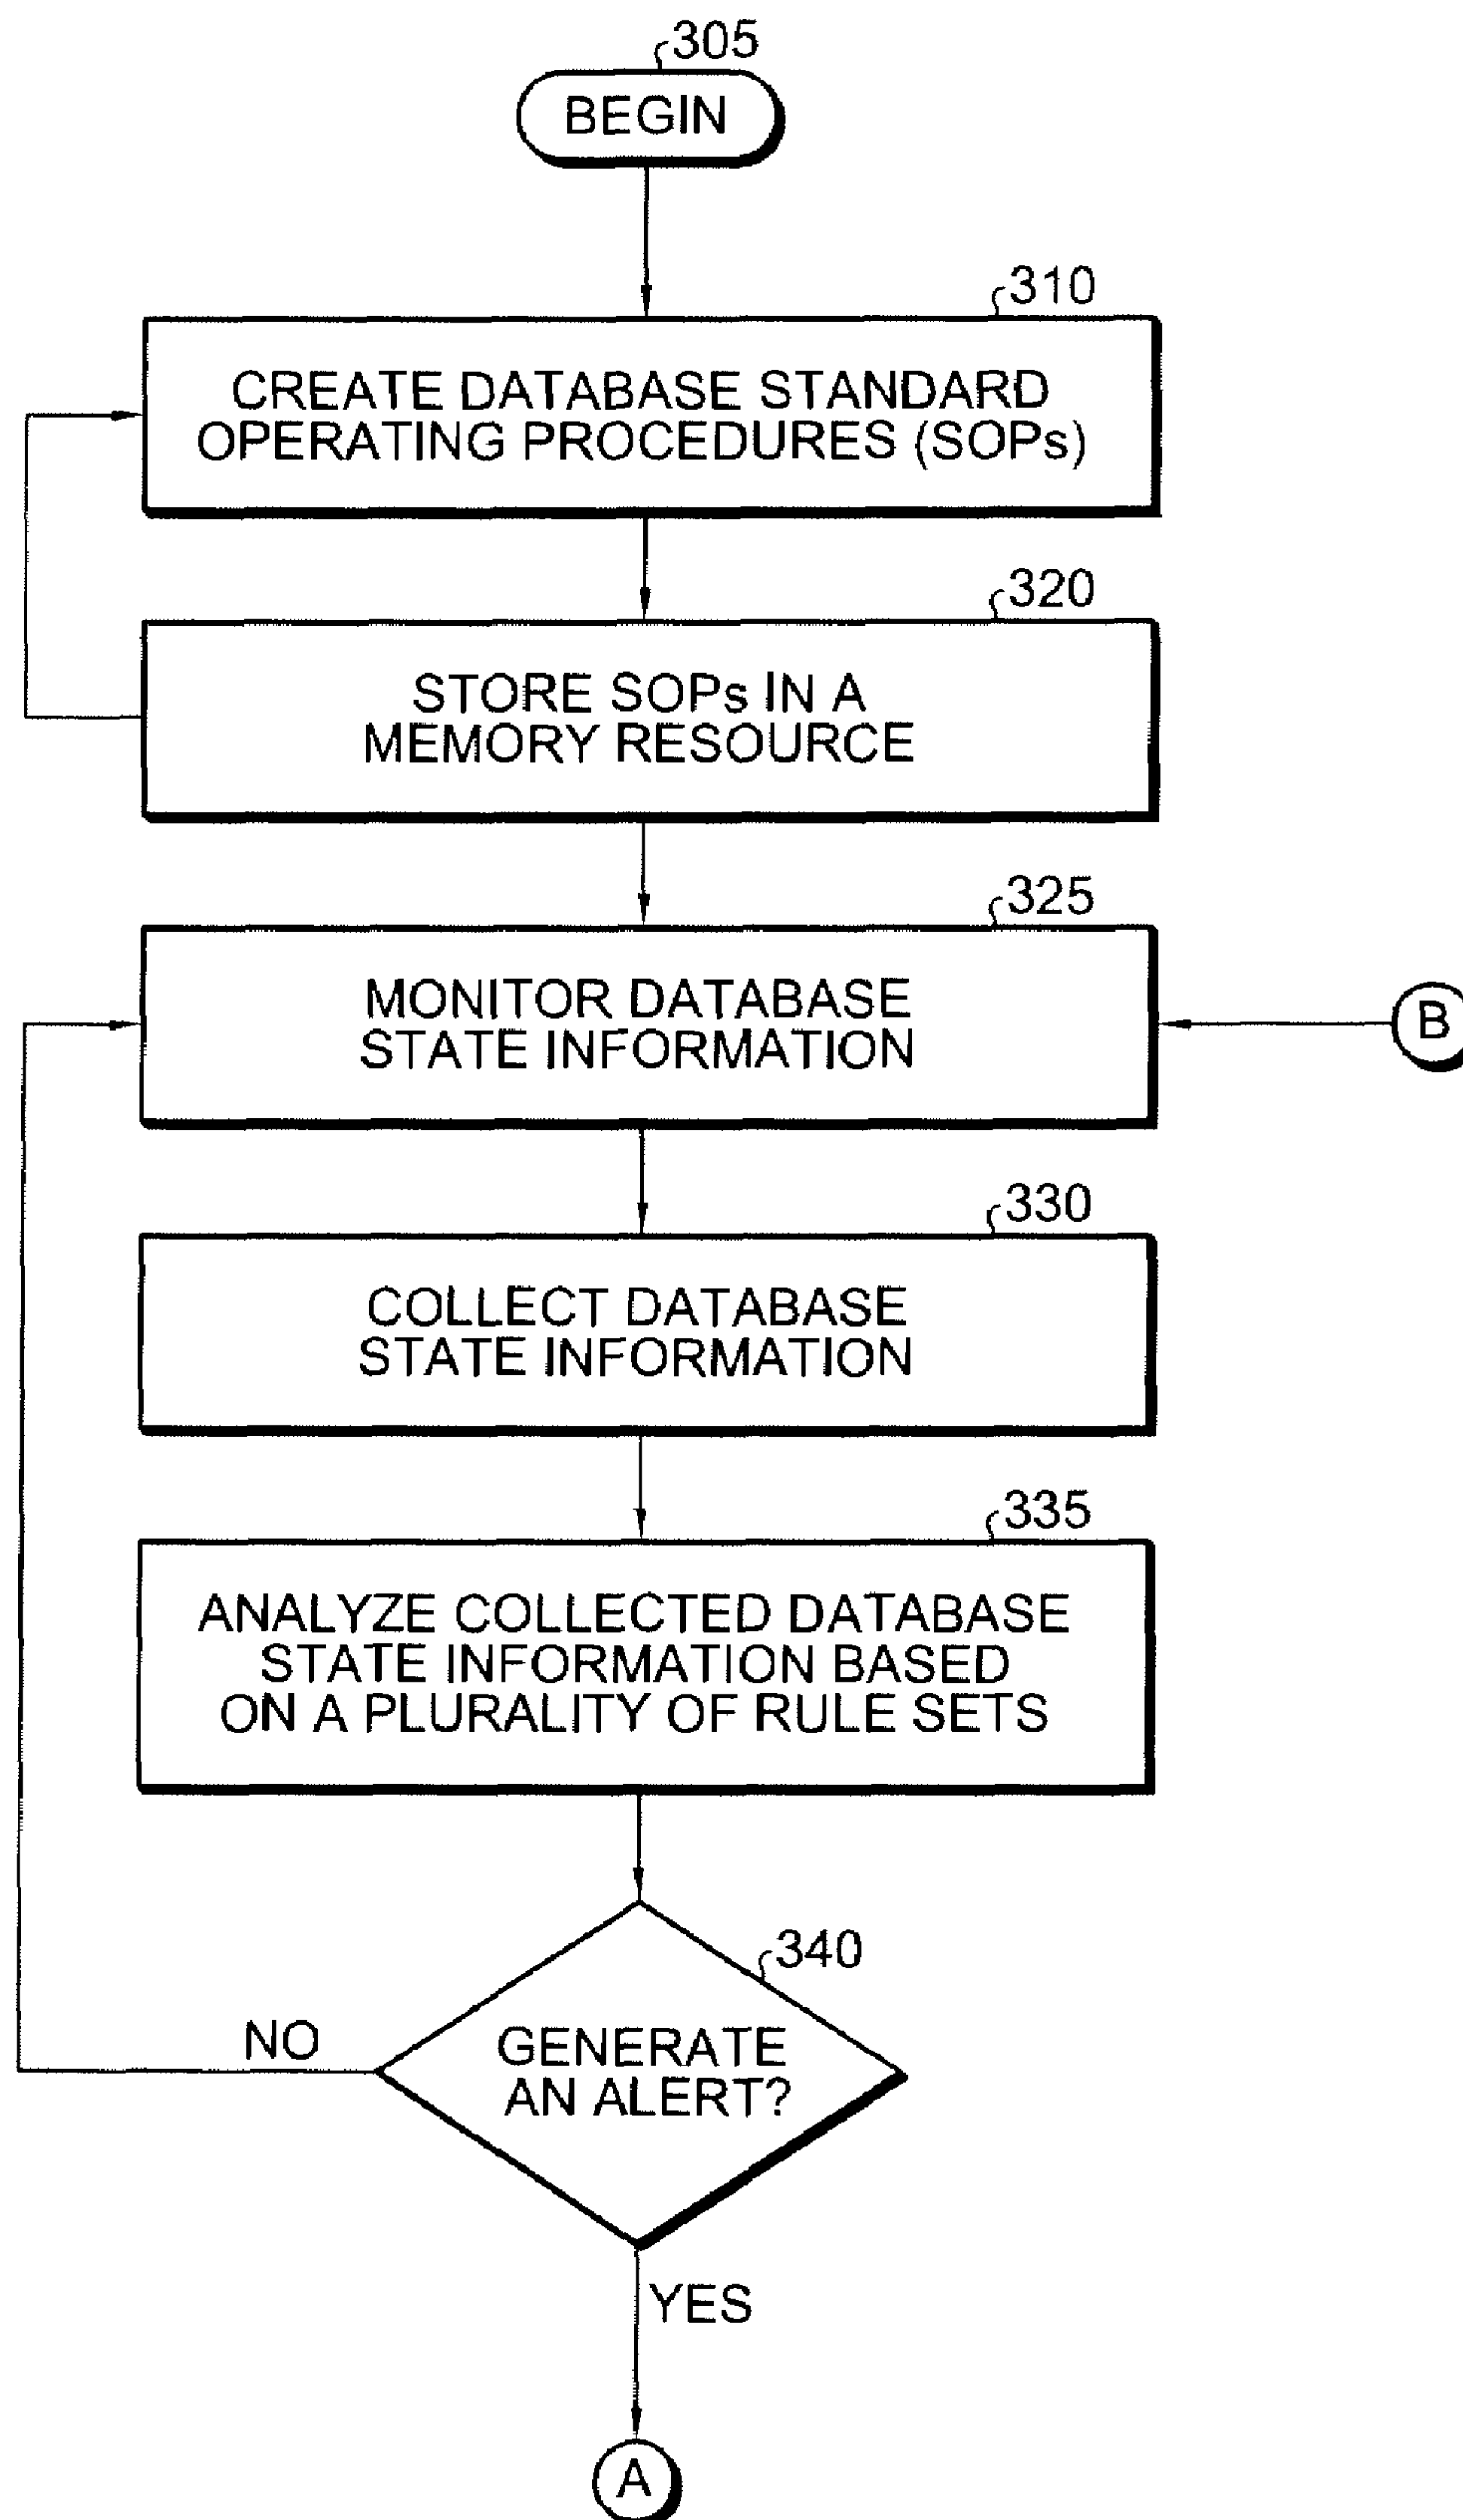 305
BEGIN
310
CREATE DATABASE STANDARD
OPERATING PROCEDURES (SOPs)
320
STORE SOPs IN A
MEMORY RESOURCE
325
MONITOR DATABASE
STATE INFORMATION
B
330
COLLECT DATABASE
STATE INFORMATION
335
ANALYZE COLLECTED DATABASE
STATE INFORMATION BASED
ON A PLURALITY OF RULE SETS
340
NO
GENERATE
AN ALERT?
YES
A